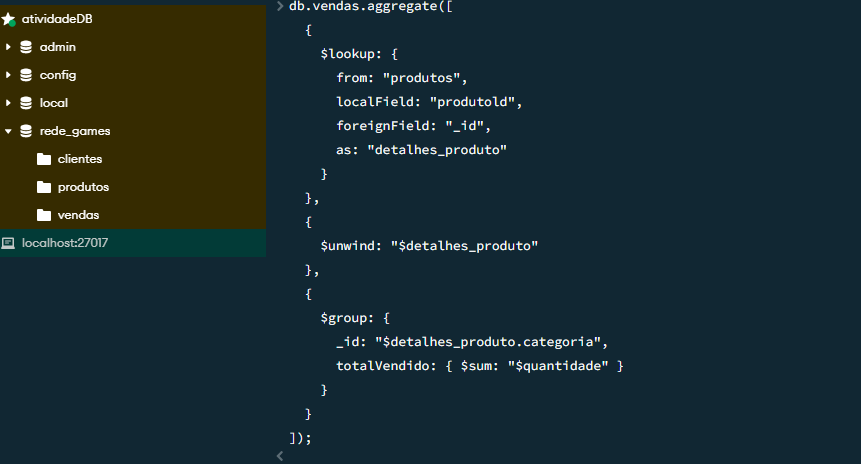 atividadeDB
admin
config
local
rede_games
clientes
produtos
vendas
localhost:27017
db.vendas.aggregate([
{
$lookup: {
from: "produtos",
localField: "produtold",
foreignField: "_id",
as: "detalhes_produto"
}
},
{
$unwind: "$detalhes_produto"
},
{
$group: {
_id: "$detalhes_produto.categoria",
totalVendido: { $sum: "$quantidade" }
}
}
]);